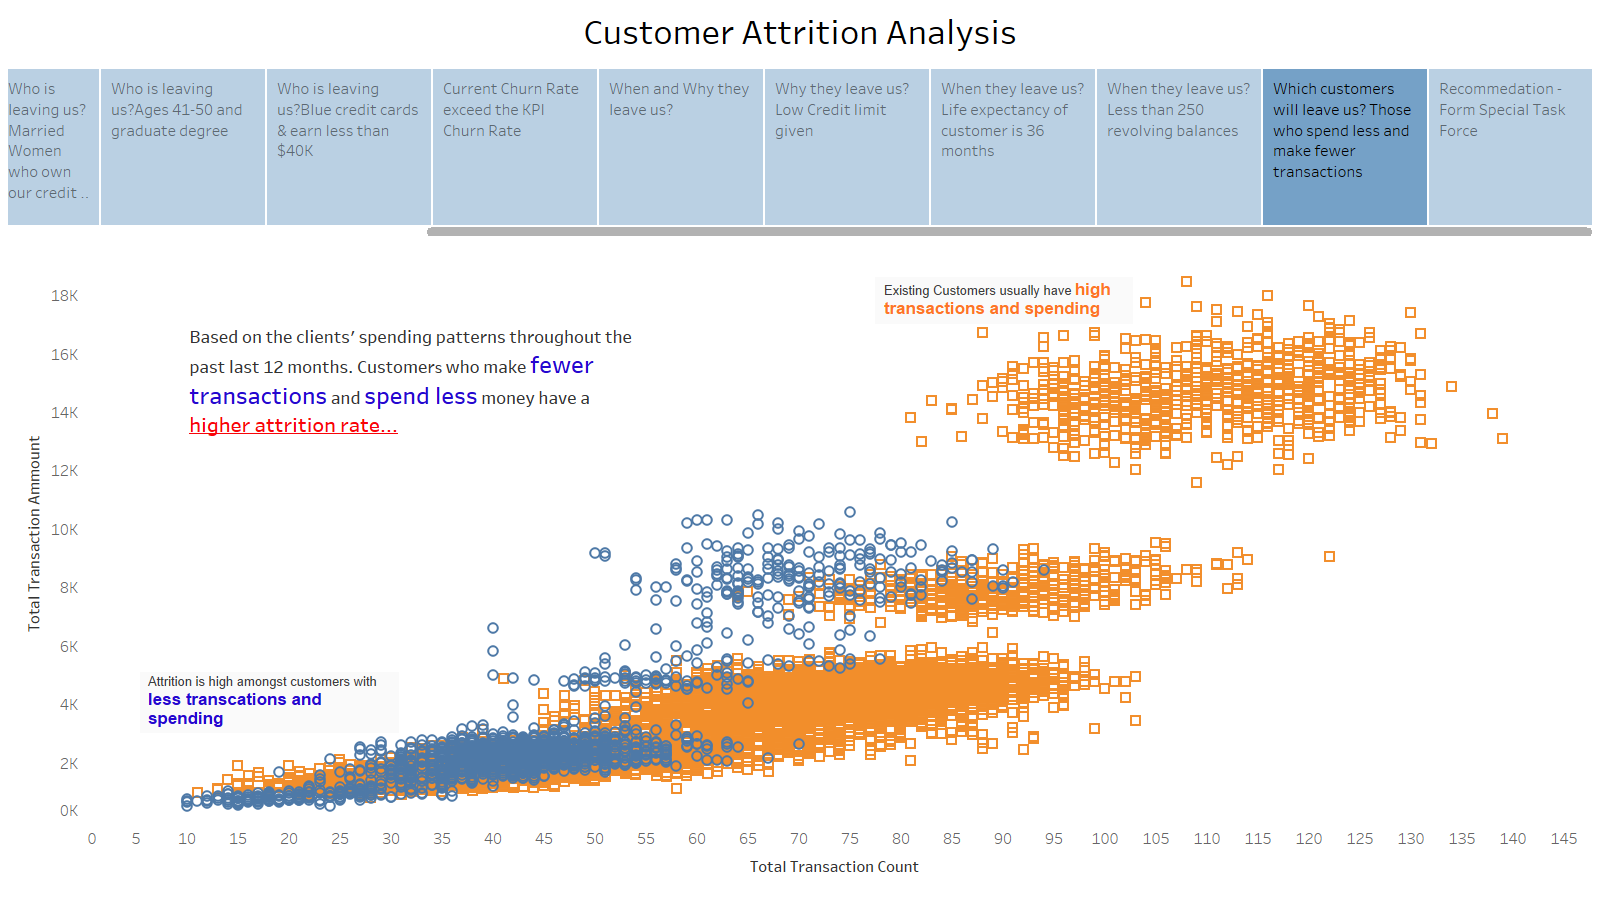 Customer Attrition Analysis
Who is
leaving us?
Married
Women
who own
our credit ..
Who is leaving
us?Ages 41-50 and
graduate degree
Who is leaving
us?Blue credit cards
& earn less than
$40K
Current Churn Rate
exceed the KPI
Churn Rate
When and Why they
leave us?
Why they leave us?
Low Credit limit
given
When they leave us?
Life expectancy of
customer is 36
months
When they leave us?
Less than 250
revolving balances
Which customers
will leave us? Those
who spend less and
make fewer
transactions
Recommedation -
Form Special Task
Force
Existing Customers usually have high
transactions and spending
Based on the clients' spending patterns throughout the
past last 12 months. Customers who make fewer
transactions and spend less money have a
higher attrition rate...
Attrition is high amongst customers with
less transcations and
spending
Total Transaction Ammount
18K
16K
14K
12K
10K
8K
6K
4K
2K
0K
0 5 10 15 20 25 30 35 40 45 50 55 60 65 70 75 80 85 90 95 100 105 110 115 120 125 130 135 140 145
Total Transaction Count